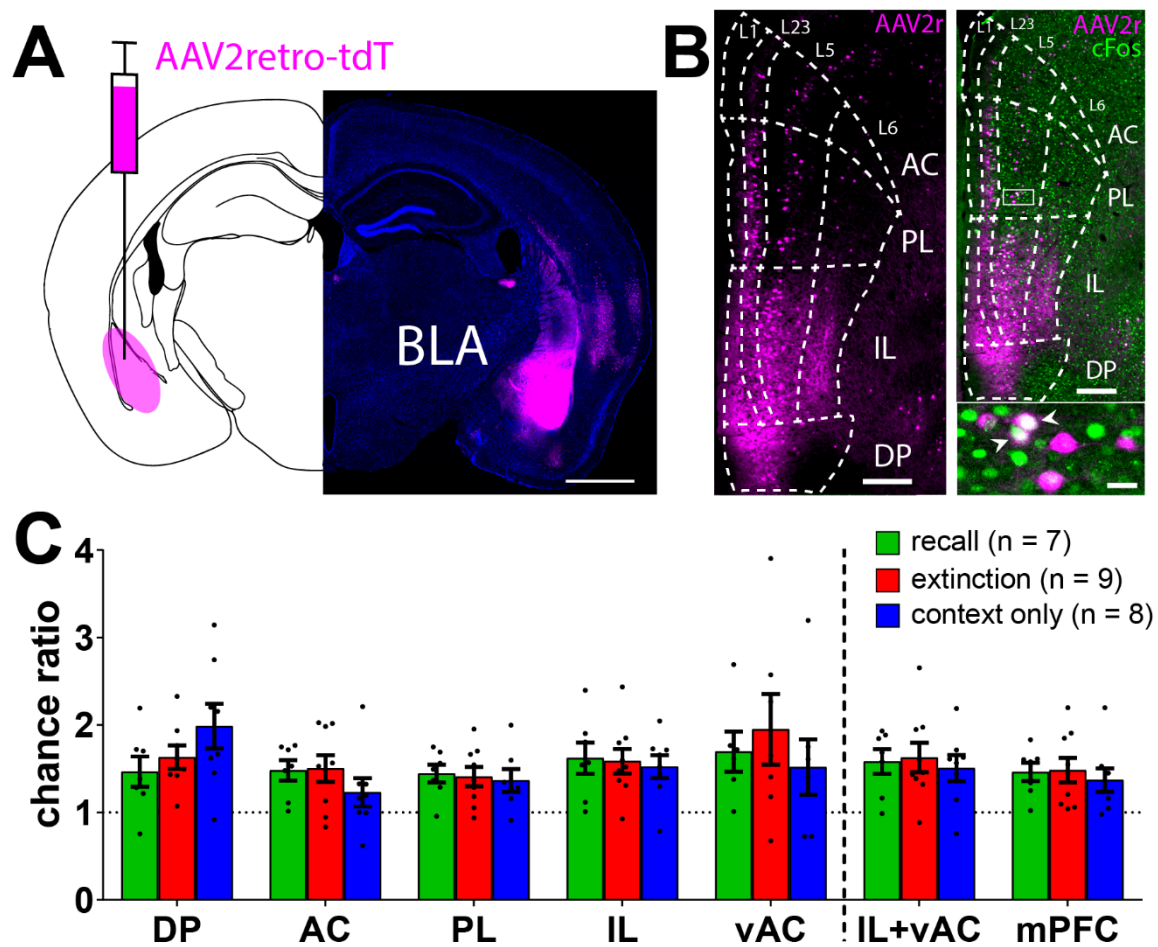 A
AAV2retro-tdT
BLA
B
AAV2r
L1
L23
L5
L6
AC
PL
IL
DP
AAV2r
cFos
L1
L23
L5
L6
AC
PL
IL
DP
C
chance ratio
4
3
2
1
0
recall (n = 7)
extinction (n = 9)
context only (n = 8)
DP AC PL IL vAC IL+vAC mPFC